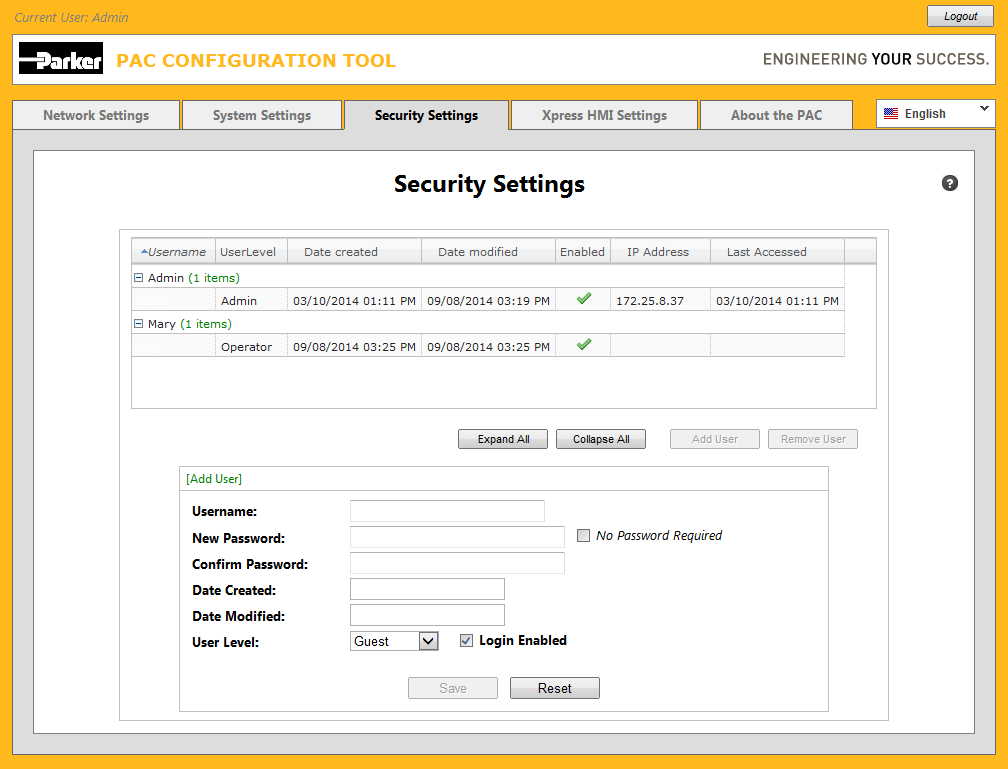 Current User: Admin
Logout
Parker
PAC CONFIGURATION TOOL
ENGINEERING YOUR SUCCESS.
Network Settings
System Settings
Security Settings
Xpress HMI Settings
About the PAC
English
Security Settings
?
Username UserLevel Date created Date modified Enabled IP Address Last Accessed
Admin (1 items)
Admin 03/10/2014 01:11 PM 09/08/2014 03:19 PM 172.25.8.37 03/10/2014 01:11 PM
Mary (1 items)
Operator 09/08/2014 03:25 PM 09/08/2014 03:25 PM
Expand All
Collapse All
Add User
Remove User
[Add User]
Username:
New Password:
No Password Required
Confirm Password:
Date Created:
Date Modified:
User Level: Guest
Login Enabled
Save
Reset